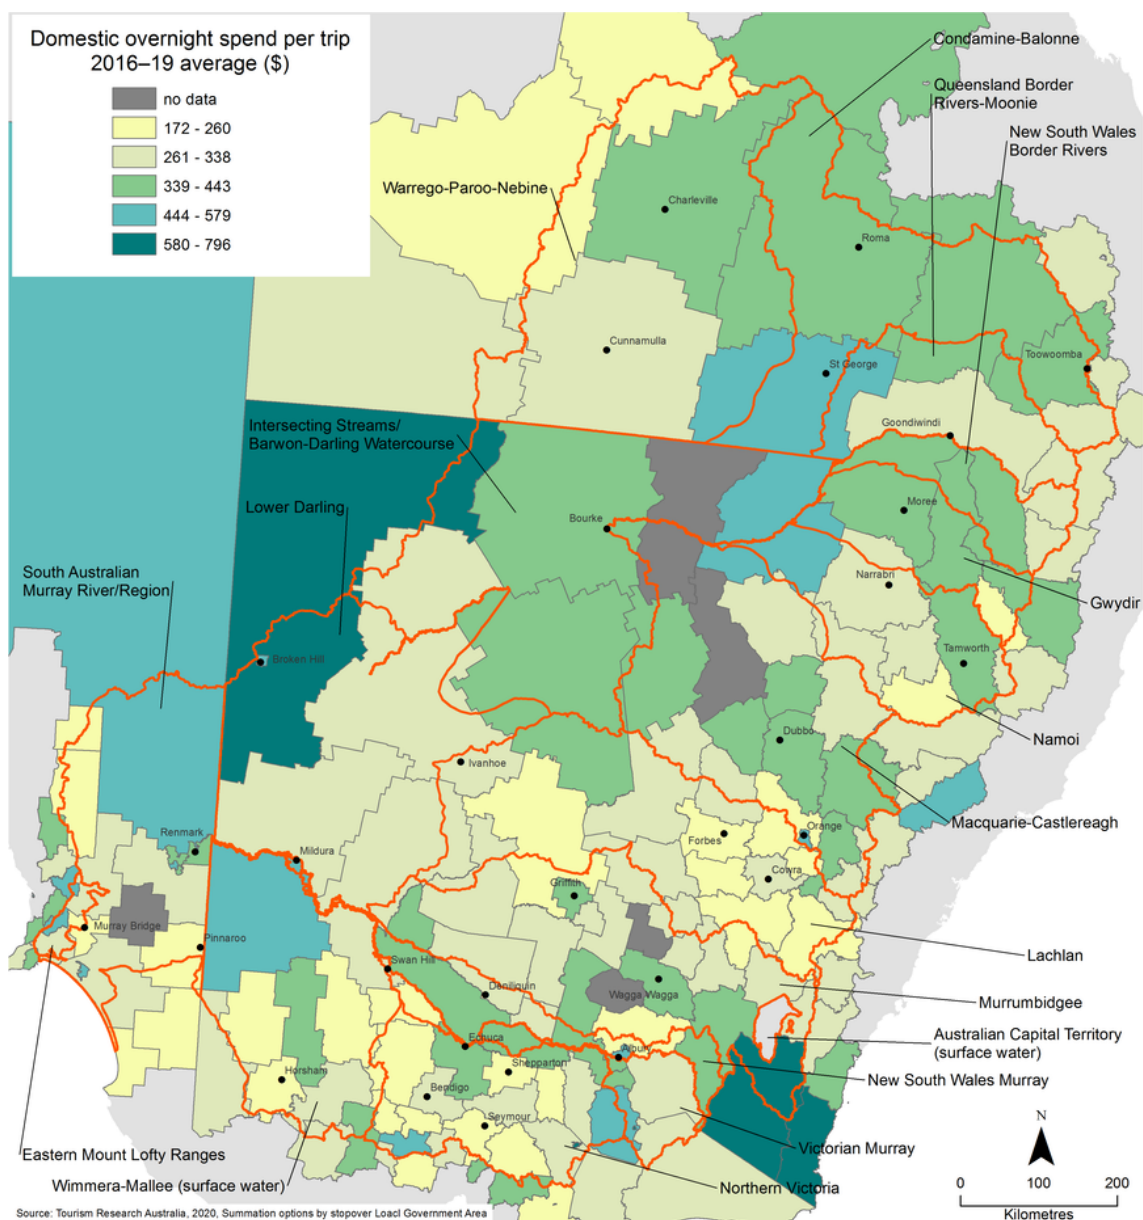 Domestic overnight spend per trip
2016–19 average ($)
no data
172 - 260
261 - 338
339 - 443
444 - 579
580 - 796
Condamine-Balonne
Queensland Border
Rivers-Moonie
New South Wales
Border Rivers
Warrego-Paroo-Nebine
Charleville
Roma
Cunnamulla
St George
Toowoomba
Intersecting Streams/
Barwon-Darling Watercourse
Goondiwindi
Lower Darling
Bourke
Moree
South Australian
Murray River/Region
Narrabri
Gwydir
Broken Hill
Tamworth
Namoi
Dubbo
Ivanhoe
Macquarie-Castlereagh
Renmark
Mildura
Forbes
Orange
Cowra
Griffith
Murray Bridge
Pinnaroo
Lachlan
Swan Hill
Deniliquin
Wagga Wagga
Murrumbidgee
Australian Capital Territory
(surface water)
Echuca
Albury
Shepparton
New South Wales Murray
Horsham
Bendigo
Seymour
Victorian Murray
Eastern Mount Lofty Ranges
Wimmera-Mallee (surface water)
Northern Victoria
N
0 100 200
Kilometres
Source: Tourism Research Australia, 2020, Summation options by stopover Loacl Government Area